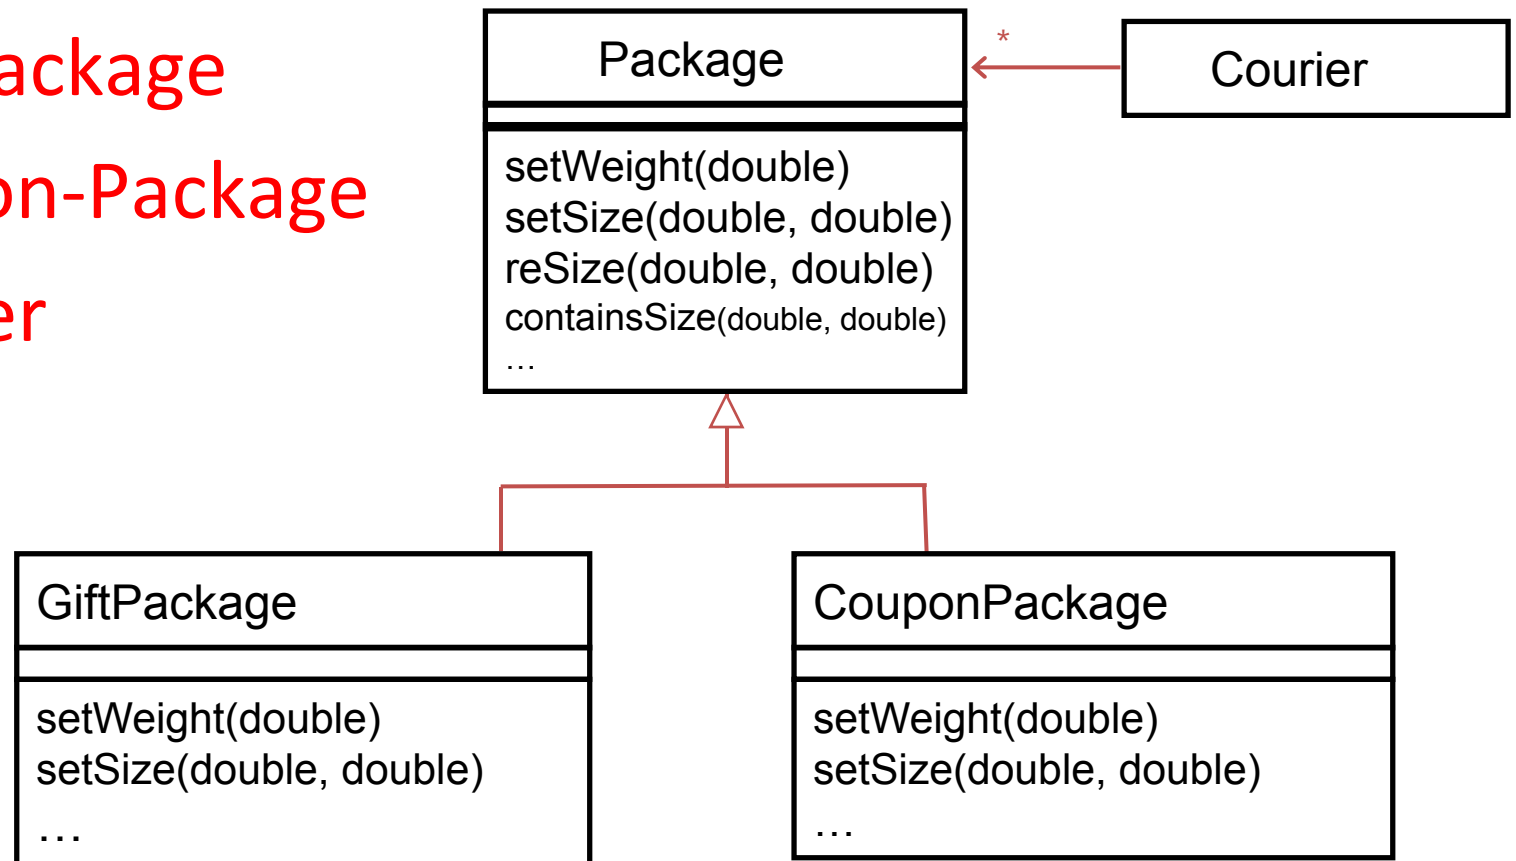 ackage
on-Package
er
Package
*
Courier
setWeight(double)
setSize(double, double)
reSize(double, double)
containsSize(double, double)
…
GiftPackage
setWeight(double)
setSize(double, double)
…
CouponPackage
setWeight(double)
setSize(double, double)
…